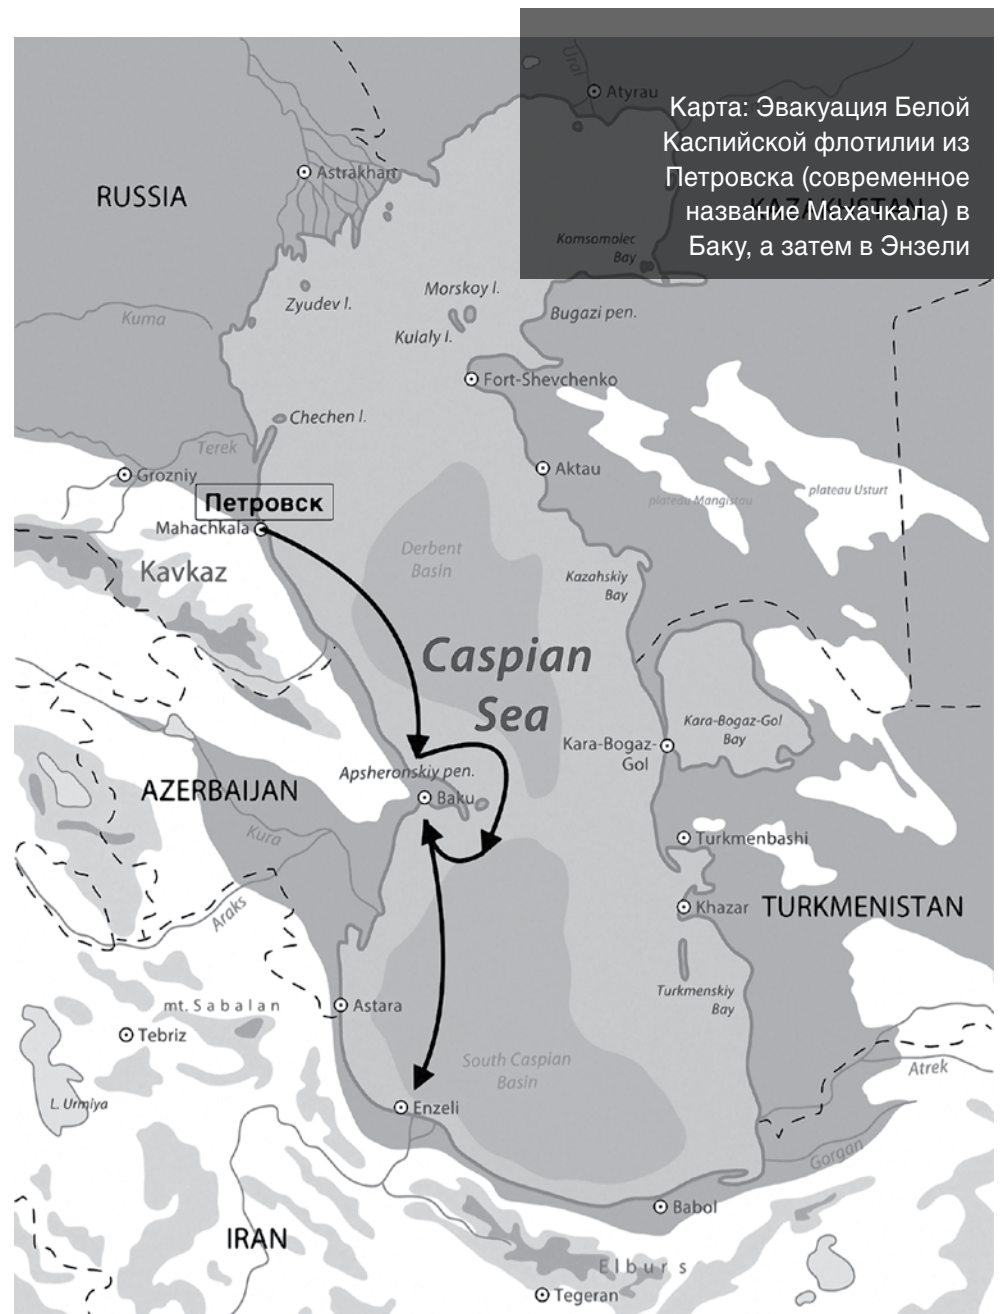 Ural
Atyrau
Карта: Эвакуация Белой
Каспийской флотилии из
Петровска (современное
название Махачкала) в
Баку, а затем в Энзели
KAZAKHSTAN
Astrakhan
RUSSIA
Komsomolec
Bay
Zyudev I.
Morskoy I.
Kulaly I.
Bugazi pen.
Kuma
Fort-Shevchenko
Chechen I.
Terek
Grozniy
Aktau
plateau Mangistau
plateau Usturt
Петровск
Mahachkala
Derbent
Basin
Kavkaz
Kazahskiy
Bay
Caspian
Sea
Kara-Bogaz-Gol
Bay
Kara-Bogaz-
Gol
Apsheronskiy pen.
AZERBAIJAN
Baku
Kura
Turkmenbashi
Araks
Khazar
TURKMENISTAN
Turkmenskiy
Bay
mt. Sabalan
Astara
Tebriz
South Caspian
Basin
Atrek
L. Urmiya
Enzeli
Gorgan
Babol
IRAN
Elburs
Tegeran